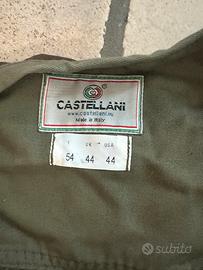 CASTELLANI
www.castellani.eu
Made in Italy
I UK USA
54 44 44
subito